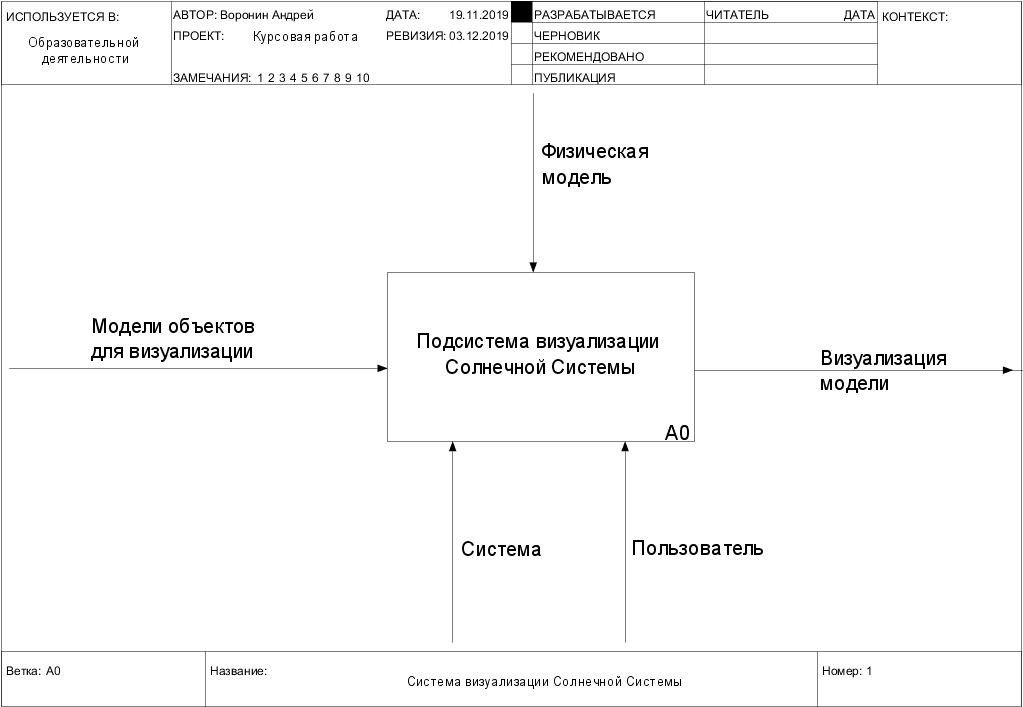 ИСПОЛЬЗУЕТСЯ В:
Образовательной
деятельности
АВТОР: Воронин Андрей
ДАТА: 19.11.2019
ПРОЕКТ: Курсовая работа
РЕВИЗИЯ: 03.12.2019
ЗАМЕЧАНИЯ: 1 2 3 4 5 6 7 8 9 10
РАЗРАБАТЫВАЕТСЯ
ЧЕРНОВИК
РЕКОМЕНДОВАНО
ПУБЛИКАЦИЯ
ЧИТАТЕЛЬ ДАТА
КОНТЕКСТ:
Физическая
модель
Модели объектов
для визуализации
Подсистема визуализации
Солнечной Системы
A0
Визуализация
модели
Система
Пользователь
Ветка: A0
Название:
Система визуализации Солнечной Системы
Номер: 1